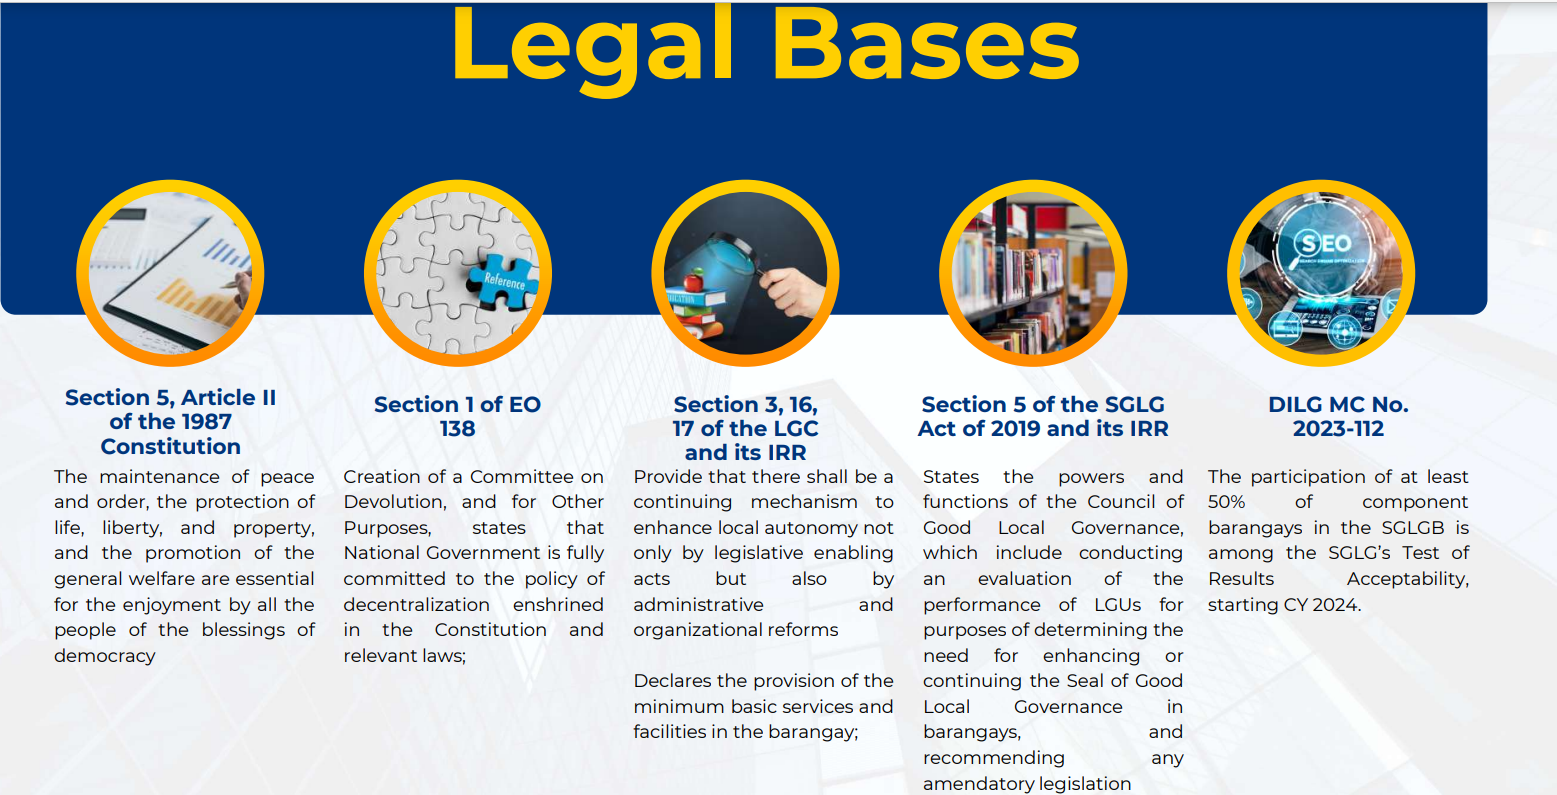 Legal Bases
Reference
SEO
SEARCH ENGINE OPTIMIZATION
Section 5, Article II
of the 1987
Constitution
The maintenance of peace
and order, the protection of
life, liberty, and property,
and the promotion of the
general welfare are essential
for the enjoyment by all the
people of the blessings of
democracy
Section 1 of EO
138
Creation of a Committee on
Devolution, and for Other
Purposes, states that
National Government is fully
committed to the policy of
decentralization enshrined
in the Constitution and
relevant laws;
Section 3, 16,
17 of the LGC
and its IRR
Provide that there shall be a
continuing mechanism to
enhance local autonomy not
only by legislative enabling
acts but also by
administrative and
organizational reforms
Declares the provision of the
minimum basic services and
facilities in the barangay;
Section 5 of the SGLG
Act of 2019 and its IRR
States the powers and
functions of the Council of
Good Local Governance,
which include conducting
an evaluation of the
performance of LGUs for
purposes of determining the
need for enhancing or
continuing the Seal of Good
Local Governance in
barangays, and
recommending any
amendatory legislation
DILG MC No.
2023-112
The participation of at least
50% of component
barangays in the SGLGB is
among the SGLG’s Test of
Results Acceptability,
starting CY 2024.